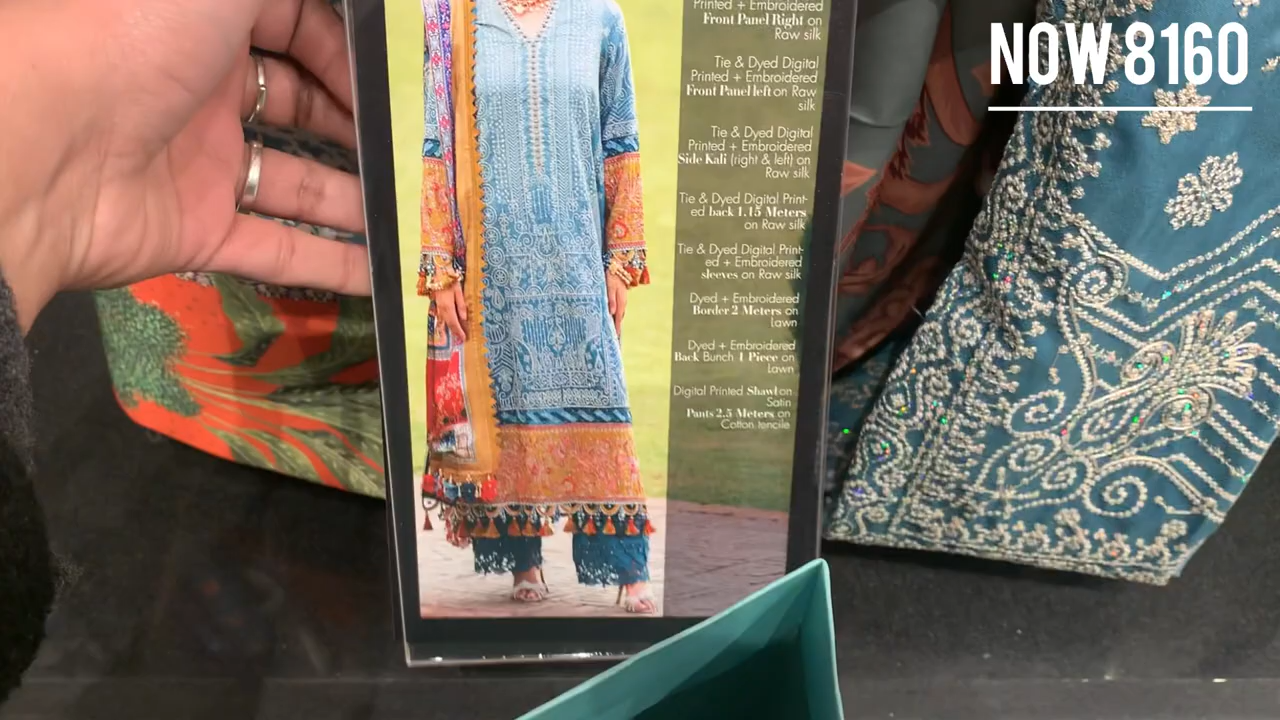 NOW 8160
Printed + Embroidered
Front Panel Right on
Raw silk
Tie & Dyed Digital
Printed + Embroidered
Front Panel left on Raw
silk
Tie & Dyed Digital
Printed + Embroidered
Side Kali (right & left) on
Raw silk
Tie & Dyed Digital Print-
ed back 1.15 Meters
on Raw silk
Tie & Dyed Digital Print-
ed + Embroidered
sleeves on Raw silk
Dyed + Embroidered
Border 2 Meters on
Lawn
Dyed + Embroidered
Back Bunch 1 Piece on
Lawn
Digital Printed Shawl on
Satin
Pants 2.5 Meters on
Cotton tencile